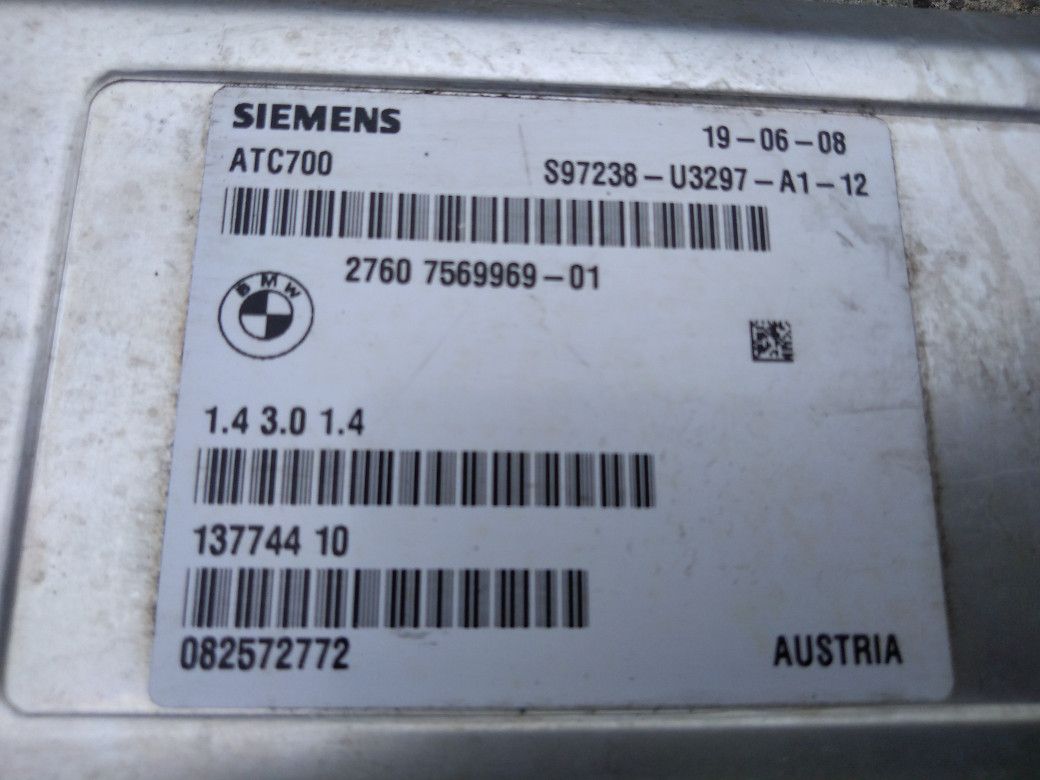 SIEMENS
19-06-08
ATC700
S97238-U3297-A1-12
2760 7569969-01
BMW
1.4 3.0 1.4
137744 10
082572772
AUSTRIA